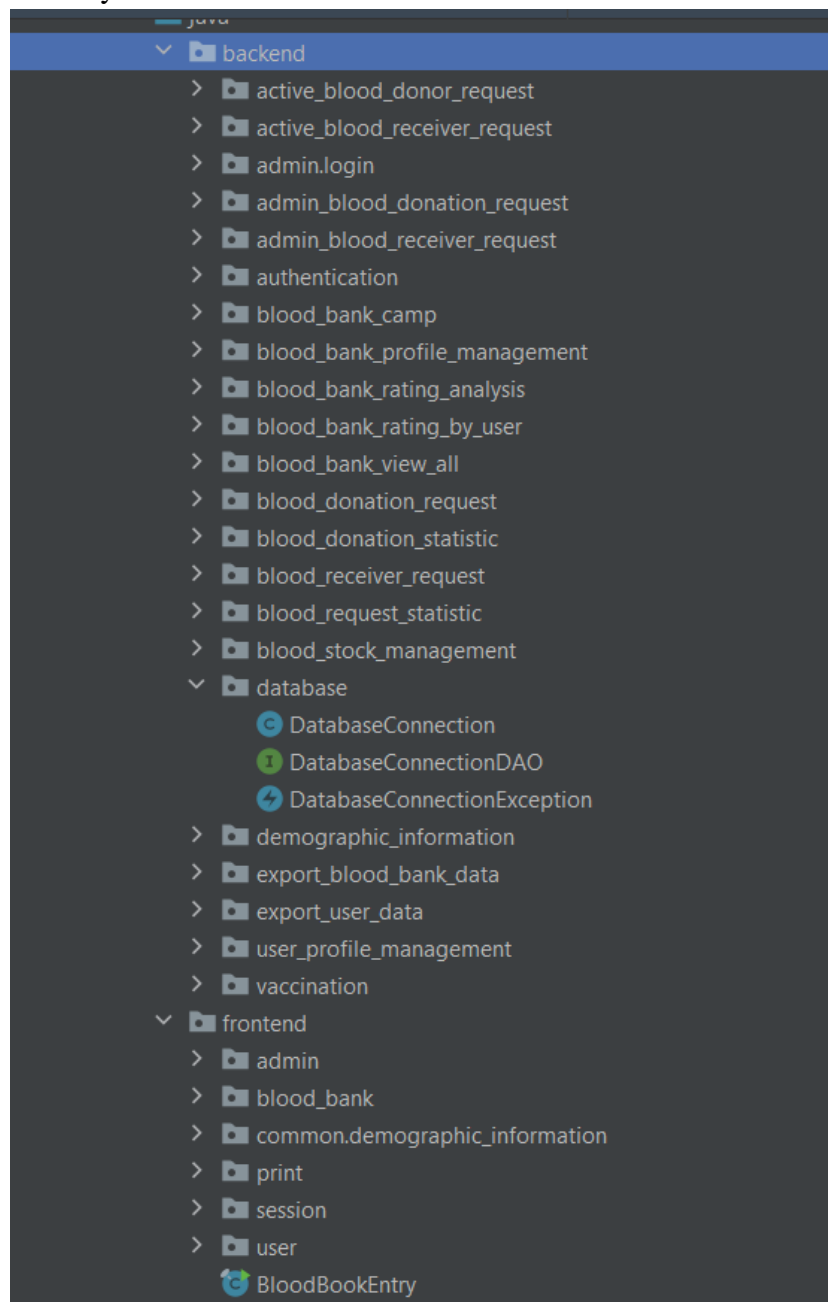 java
backend
active_blood_donor_request
active_blood_receiver_request
admin.login
admin_blood_donation_request
admin_blood_receiver_request
authentication
blood_bank_camp
blood_bank_profile_management
blood_bank_rating_analysis
blood_bank_rating_by_user
blood_bank_view_all
blood_donation_request
blood_donation_statistic
blood_receiver_request
blood_request_statistic
blood_stock_management
database
C DatabaseConnection
I DatabaseConnectionDAO
DatabaseConnectionException
demographic_information
export_blood_bank_data
export_user_data
user_profile_management
vaccination
frontend
admin
blood_bank
common.demographic_information
print
session
user
C BloodBookEntry